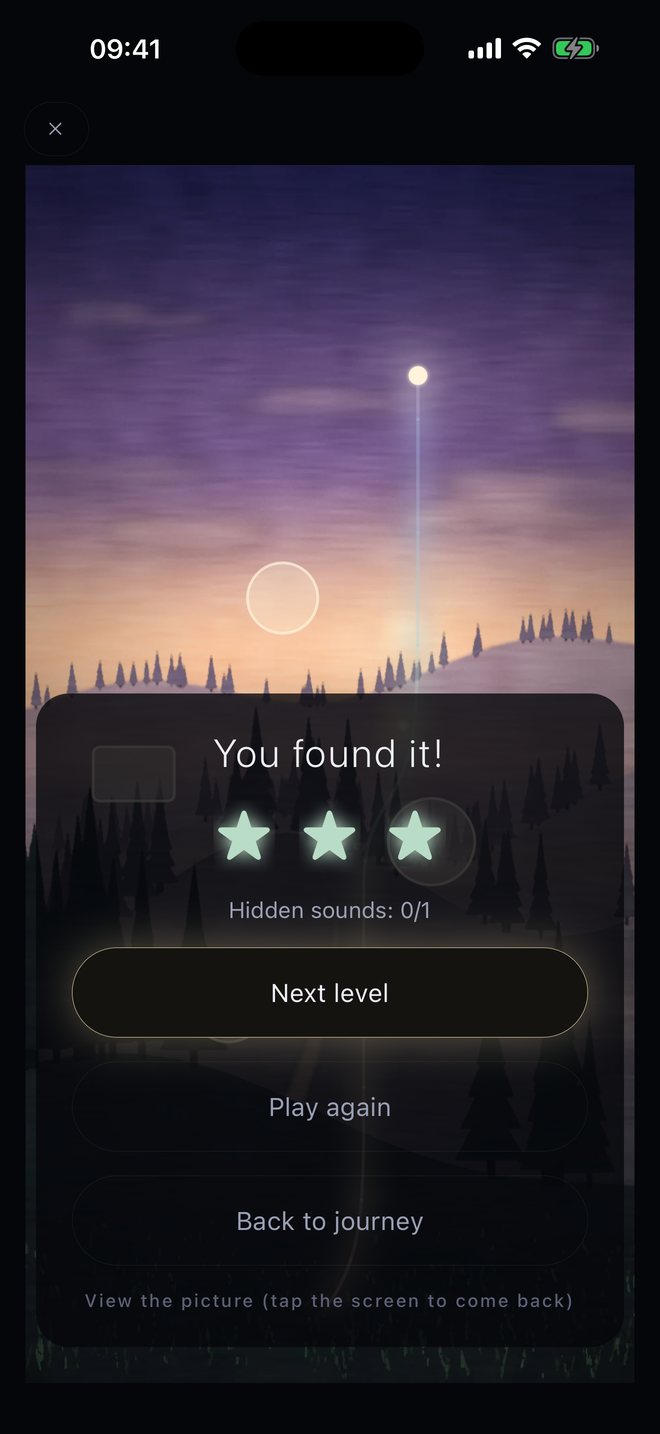 09:41
You found it!
Hidden sounds: 0/1
Next level
Play again
Back to journey
View the picture (tap the screen to come back)